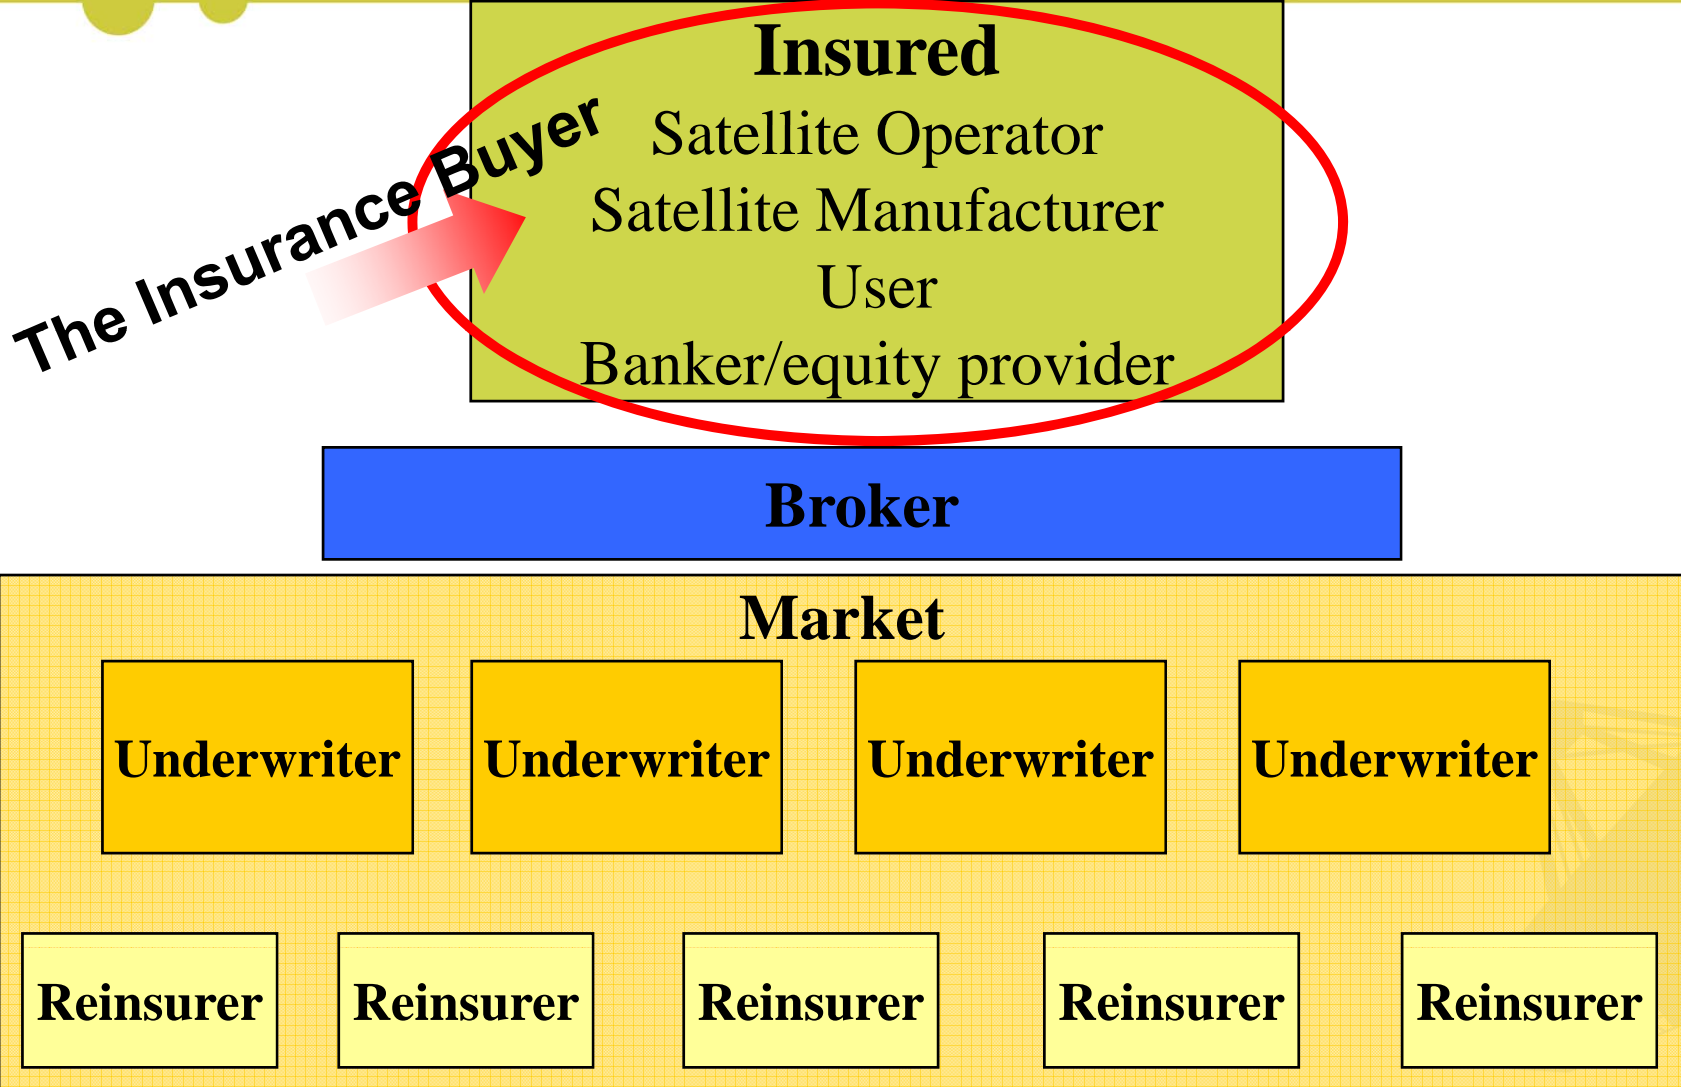 Insured
Satellite Operator
Satellite Manufacturer
User
Banker/equity provider
The Insurance Buyer
Broker
Market
Underwriter Underwriter Underwriter Underwriter
Reinsurer Reinsurer Reinsurer Reinsurer Reinsurer